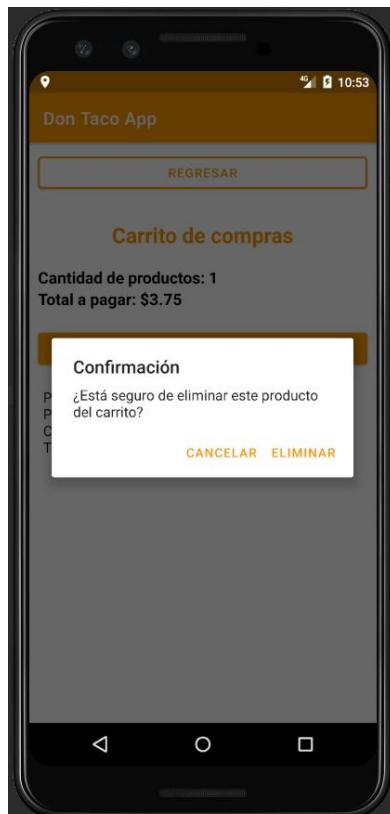 4G 10:53
Don Taco App
REGRESAR
Carrito de compras
Cantidad de productos: 1
Total a pagar: $3.75
Confirmación
¿Está seguro de eliminar este producto
del carrito?
CANCELAR ELIMINAR
P
P
C
T